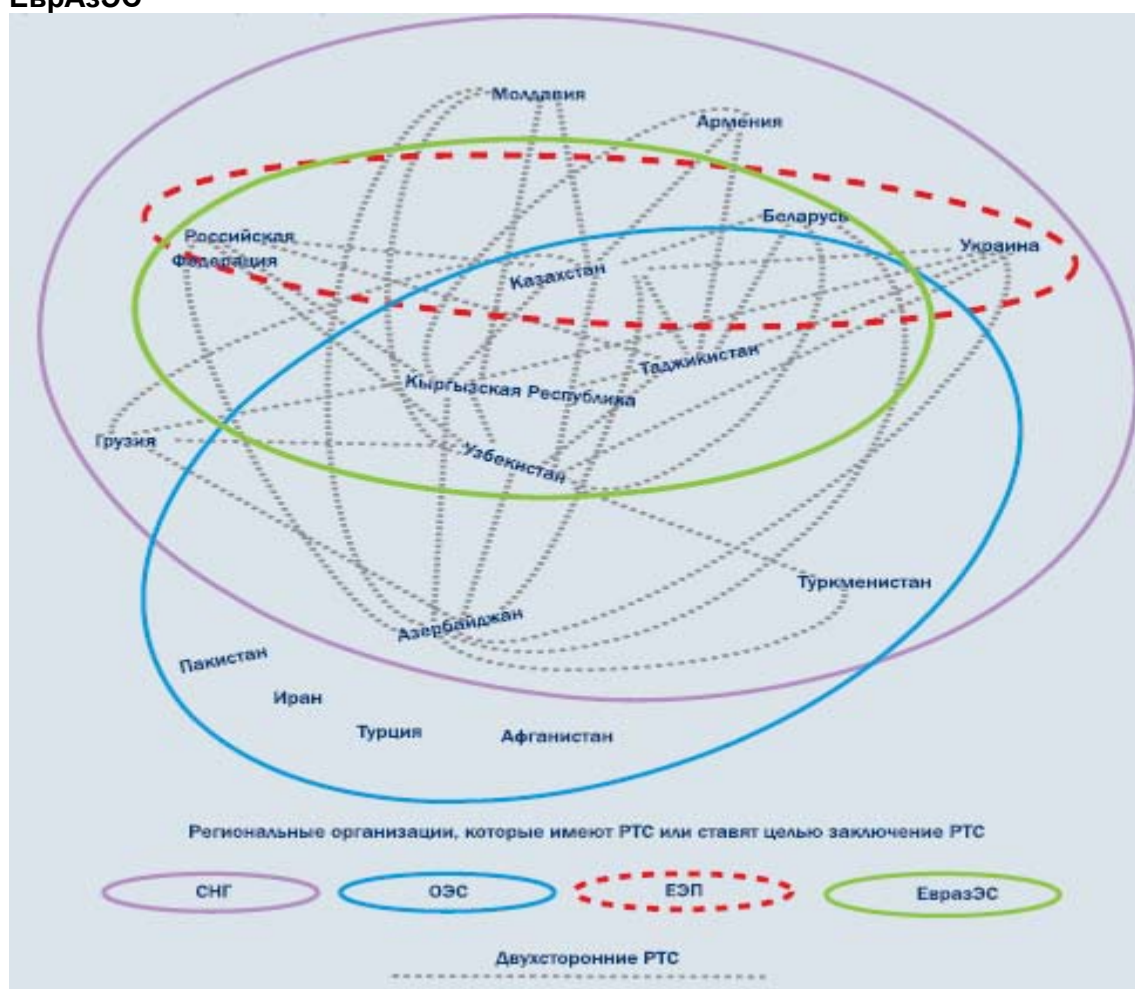 ЕврАзЭС
Молдавия
Армения
Беларусь
Российская
Федерация
Украина
Казахстан
Таджикистан
Кыргызская Республика
Грузия
Узбекистан
Туркменистан
Азербайджан
Пакистан
Иран
Турция
Афганистан
Региональные организации, которые имеют РТС или ставят целью заключение РТС
СНГ
ОЭС
ЕЭП
ЕвразЭС
Двухсторонние РТС